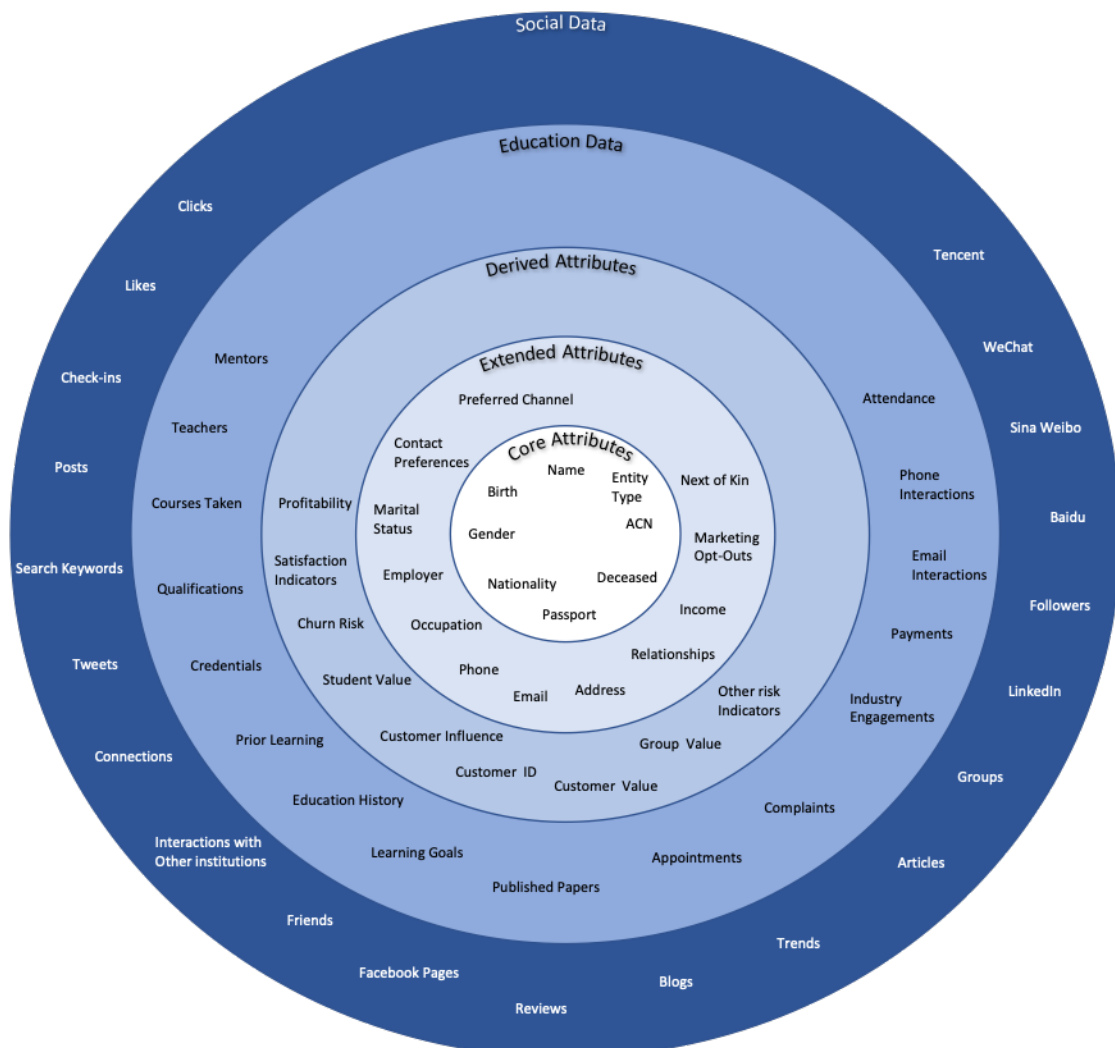 Social Data
Clicks
Likes
Check-ins
Posts
Search Keywords
Tweets
Connections
Interactions with
Other institutions
Friends
Facebook Pages
Reviews
Blogs
Trends
Articles
Groups
LinkedIn
Followers
Baidu
Sina Weibo
WeChat
Tencent
Education Data
Mentors
Teachers
Courses Taken
Qualifications
Credentials
Prior Learning
Education History
Learning Goals
Published Papers
Appointments
Complaints
Industry
Engagements
Payments
Email
Interactions
Phone
Interactions
Attendance
Derived Attributes
Profitability
Satisfaction
Indicators
Churn Risk
Student Value
Customer Influence
Customer ID
Customer Value
Group Value
Other risk
Indicators
Extended Attributes
Preferred Channel
Contact
Preferences
Marital
Status
Employer
Occupation
Phone
Email
Address
Relationships
Income
Marketing
Opt-Outs
Next of Kin
Core Attributes
Name
Birth
Entity
Type
Gender
ACN
Nationality
Deceased
Passport